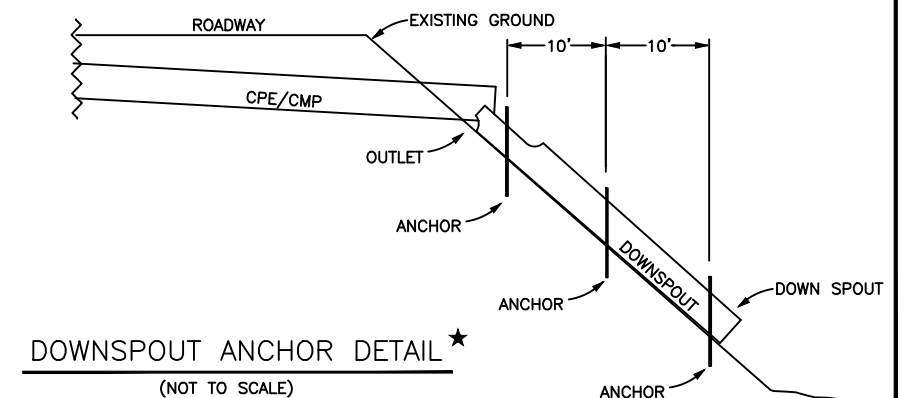 ROADWAY
EXISTING GROUND
10'
10'
CPE/CMP
OUTLET
ANCHOR
DOWNSPOUT
DOWN SPOUT
ANCHOR
DOWNSPOUT ANCHOR DETAIL ★
(NOT TO SCALE)
ANCHOR